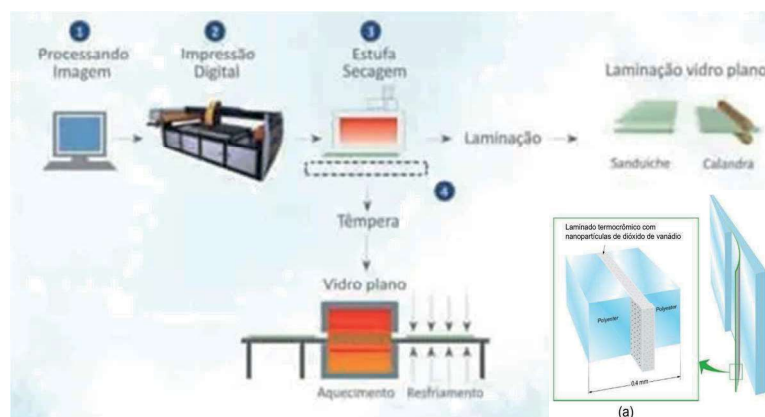 1
Processando
Imagem
2
Impressão
Digital
3
Estufa
Secagem
Laminação
Laminação vidro plano
Sanduiche
Calandra
4
Têmpera
Vidro plano
Aquecimento
Resfriamento
Laminado termocrômico com
nanopartículas de dióxido de vanádio
Polyester
Polyester
0.4 mm
(a)